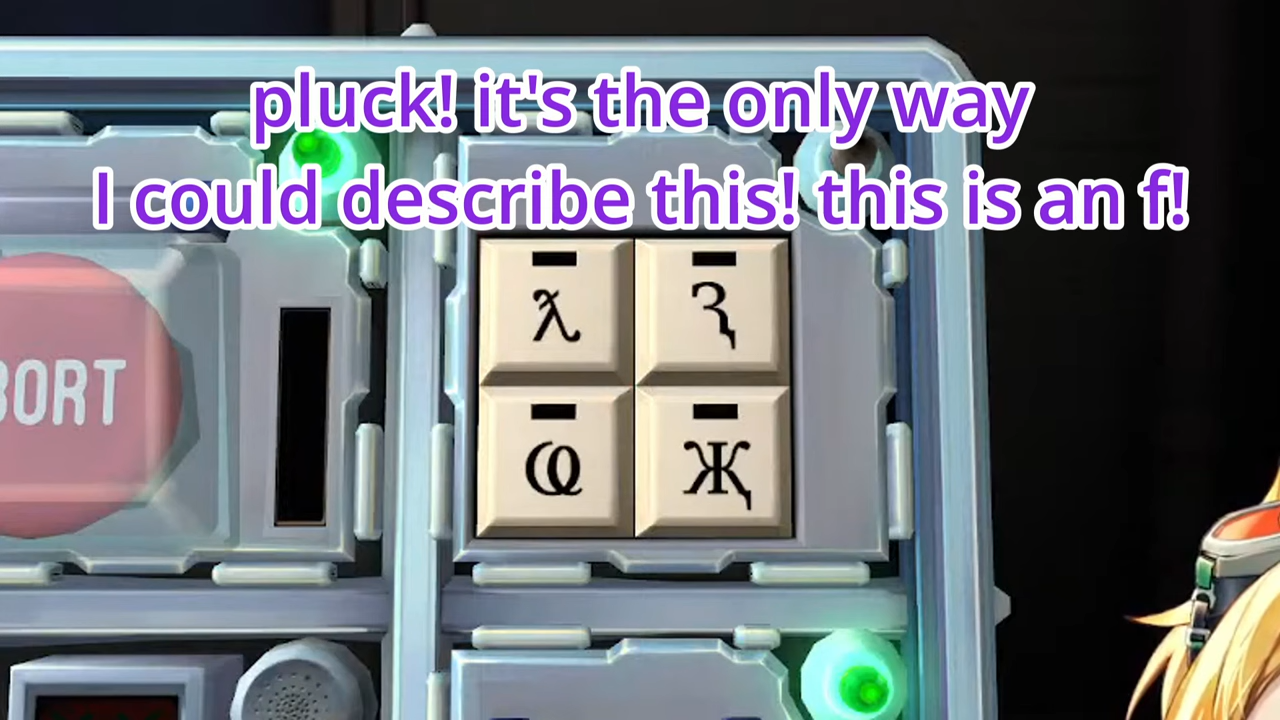 pluck! it's the only way
I could describe this! this is an f!
ƛ Ҙ
BORT
Ҩ Җ